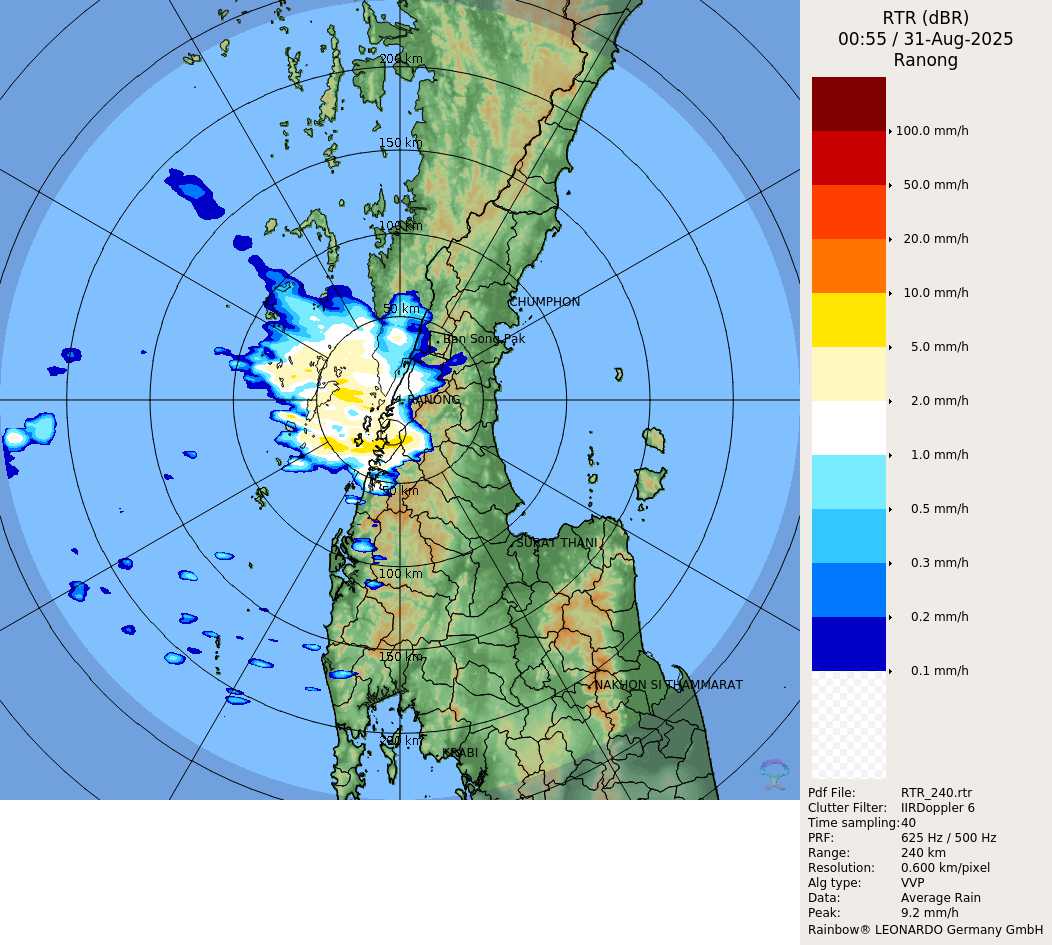 RTR (dBR)
00:55 / 31-Aug-2025
Ranong
200 km
150 km
100 km
50 km
CHUMPHON
Ban Song Pak
RANONG
50 km
SURAT THANI
100 km
150 km
NAKHON SI THAMMARAT
200 km
KRABI
100.0 mm/h
50.0 mm/h
20.0 mm/h
10.0 mm/h
5.0 mm/h
2.0 mm/h
1.0 mm/h
0.5 mm/h
0.3 mm/h
0.2 mm/h
0.1 mm/h
Pdf File: RTR_240.rtr
Clutter Filter: IIRDoppler 6
Time sampling: 40
PRF: 625 Hz / 500 Hz
Range: 240 km
Resolution: 0.600 km/pixel
Alg type: VVP
Data: Average Rain
Peak: 9.2 mm/h
Rainbow® LEONARDO Germany GmbH